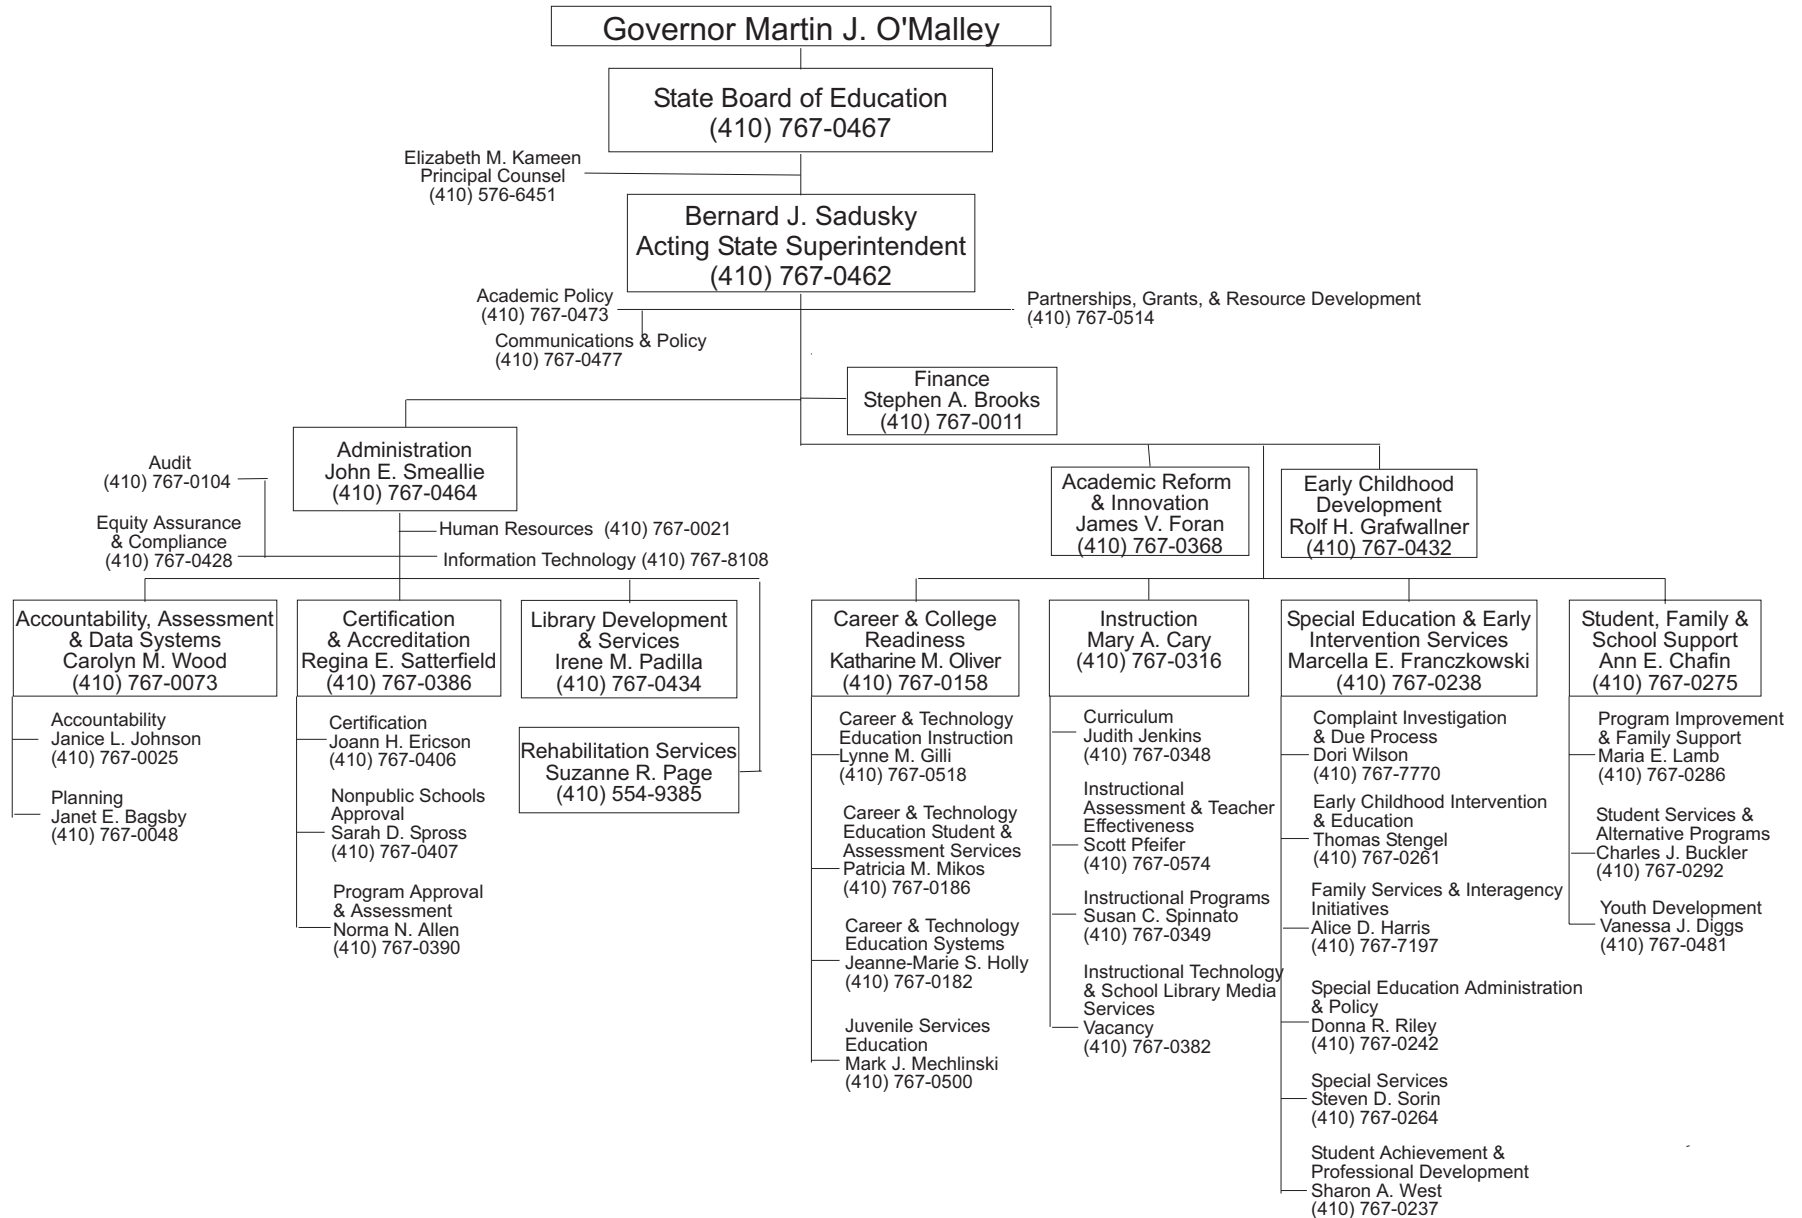 Governor Martin J. O'Malley
State Board of Education
(410) 767-0467
Elizabeth M. Kameen
Principal Counsel
(410) 576-6451
Bernard J. Sadusky
Acting State Superintendent
(410) 767-0462
Academic Policy
(410) 767-0473
Communications & Policy
(410) 767-0477
Partnerships, Grants, & Resource Development
(410) 767-0514
Finance
Stephen A. Brooks
(410) 767-0011
Administration
John E. Smeallie
(410) 767-0464
Audit
(410) 767-0104
Equity Assurance
& Compliance
(410) 767-0428
Human Resources (410) 767-0021
Information Technology (410) 767-8108
Academic Reform
& Innovation
James V. Foran
(410) 767-0368
Early Childhood
Development
Rolf H. Grafwallner
(410) 767-0432
Accountability, Assessment
& Data Systems
Carolyn M. Wood
(410) 767-0073
Accountability
Janice L. Johnson
(410) 767-0025
Planning
Janet E. Bagsby
(410) 767-0048
Certification
& Accreditation
Regina E. Satterfield
(410) 767-0386
Certification
Joann H. Ericson
(410) 767-0406
Nonpublic Schools
Approval
Sarah D. Spross
(410) 767-0407
Program Approval
& Assessment
Norma N. Allen
(410) 767-0390
Library Development
& Services
Irene M. Padilla
(410) 767-0434
Rehabilitation Services
Suzanne R. Page
(410) 554-9385
Career & College
Readiness
Katharine M. Oliver
(410) 767-0158
Career & Technology
Education Instruction
Lynne M. Gilli
(410) 767-0518
Career & Technology
Education Student &
Assessment Services
Patricia M. Mikos
(410) 767-0186
Career & Technology
Education Systems
Jeanne-Marie S. Holly
(410) 767-0182
Juvenile Services
Education
Mark J. Mechlinski
(410) 767-0500
Instruction
Mary A. Cary
(410) 767-0316
Curriculum
Judith Jenkins
(410) 767-0348
Instructional
Assessment & Teacher
Effectiveness
Scott Pfeifer
(410) 767-0574
Instructional Programs
Susan C. Spinnato
(410) 767-0349
Instructional Technology
& School Library Media
Services
Vacancy
(410) 767-0382
Special Education & Early
Intervention Services
Marcella E. Franczkowski
(410) 767-0238
Complaint Investigation
& Due Process
Dori Wilson
(410) 767-7770
Early Childhood Intervention
& Education
Thomas Stengel
(410) 767-0261
Family Services & Interagency
Initiatives
Alice D. Harris
(410) 767-7197
Special Education Administration
& Policy
Donna R. Riley
(410) 767-0242
Special Services
Steven D. Sorin
(410) 767-0264
Student Achievement &
Professional Development
Sharon A. West
(410) 767-0237
Student, Family &
School Support
Ann E. Chafin
(410) 767-0275
Program Improvement
& Family Support
Maria E. Lamb
(410) 767-0286
Student Services &
Alternative Programs
Charles J. Buckler
(410) 767-0292
Youth Development
Vanessa J. Diggs
(410) 767-0481